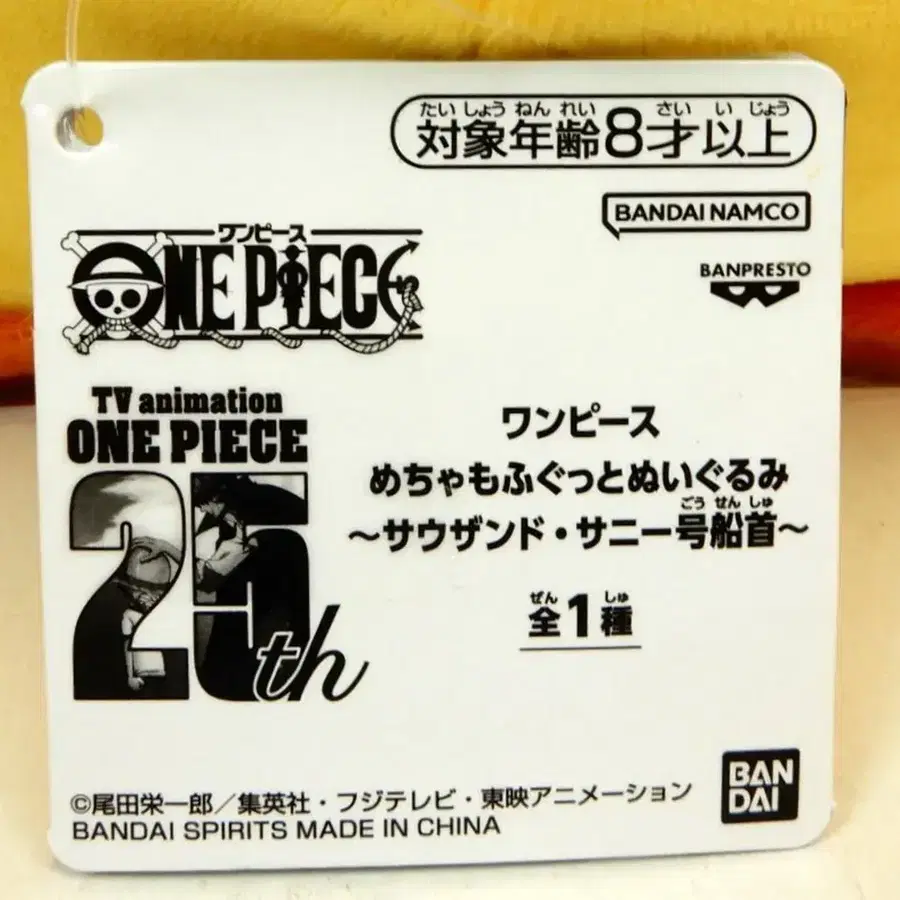 たいしょうねんれい さいいじょう
対象年齢8才以上
BANDAI NAMCO
BANPRESTO
ワンピース
ONE PIECE
TV animation
ONE PIECE
25th
ワンピース
めちゃもふぐっとぬいぐるみ
ごうせんしゅ
～サウザンド・サニー号船首～
ぜん しゅ
全1種
©尾田栄一郎／集英社・フジテレビ・東映アニメーション
BANDAI SPIRITS MADE IN CHINA
BAN
DAI